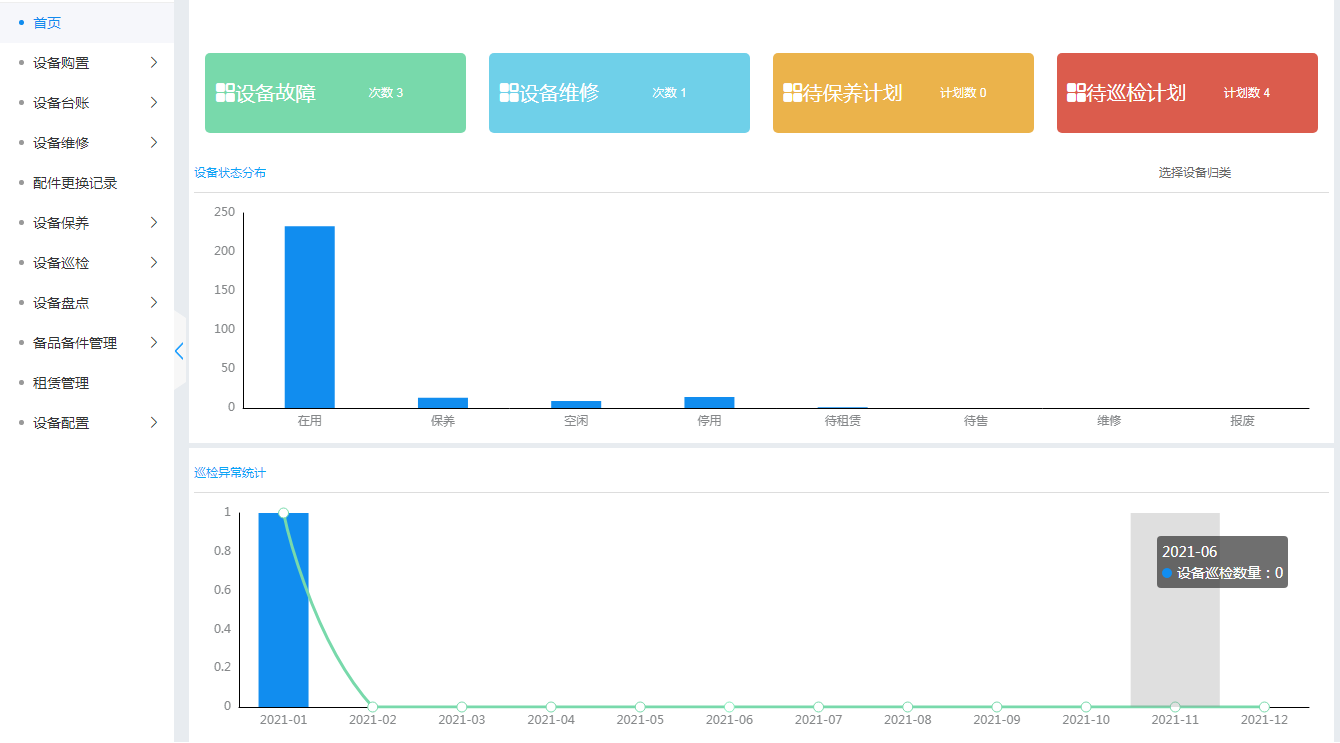 首页
设备购置
设备台账
设备维修
配件更换记录
设备保养
设备巡检
设备盘点
备品备件管理
租赁管理
设备配置
设备故障 次数 3
设备维修 次数 1
待保养计划 计划数 0
待巡检计划 计划数 4
设备状态分布 选择设备归类
250
200
150
100
50
0
在用 保养 空闲 停用 待租赁 待售 维修 报废
巡检异常统计
1
0.8
0.6
0.4
0.2
0
2021-06
设备巡检数量：0
2021-01 2021-02 2021-03 2021-04 2021-05 2021-06 2021-07 2021-08 2021-09 2021-10 2021-11 2021-12